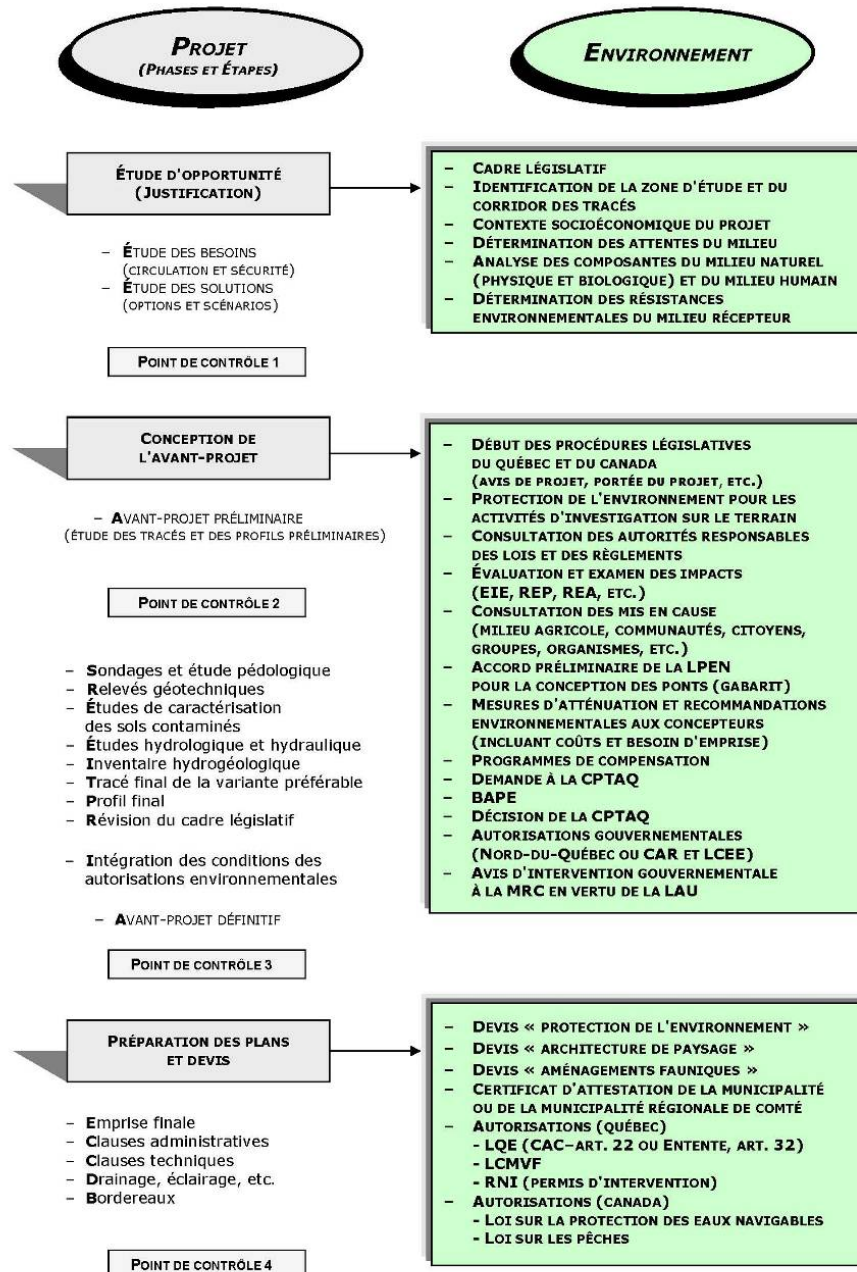 PROJET
(PHASES ET ÉTAPES)
ENVIRONNEMENT
ÉTUDE D'OPPORTUNITÉ
(JUSTIFICATION)
– ÉTUDE DES BESOINS
(CIRCULATION ET SÉCURITÉ)
– ÉTUDE DES SOLUTIONS
(OPTIONS ET SCÉNARIOS)
POINT DE CONTRÔLE 1
– CADRE LÉGISLATIF
– IDENTIFICATION DE LA ZONE D'ÉTUDE ET DU
CORRIDOR DES TRACÉS
– CONTEXTE SOCIOÉCONOMIQUE DU PROJET
– DÉTERMINATION DES ATTENTES DU MILIEU
– ANALYSE DES COMPOSANTES DU MILIEU NATUREL
(PHYSIQUE ET BIOLOGIQUE) ET DU MILIEU HUMAIN
– DÉTERMINATION DES RÉSISTANCES
ENVIRONNEMENTALES DU MILIEU RÉCEPTEUR
CONCEPTION DE
L'AVANT-PROJET
– AVANT-PROJET PRÉLIMINAIRE
(ÉTUDE DES TRACÉS ET DES PROFILS PRÉLIMINAIRES)
POINT DE CONTRÔLE 2
– Sondages et étude pédologique
– Relevés géotechniques
– Études de caractérisation
des sols contaminés
– Études hydrologique et hydraulique
– Inventaire hydrogéologique
– Tracé final de la variante préférable
– Profil final
– Révision du cadre législatif
– Intégration des conditions des
autorisations environnementales
– AVANT-PROJET DÉFINITIF
POINT DE CONTRÔLE 3
– DÉBUT DES PROCÉDURES LÉGISLATIVES
DU QUÉBEC ET DU CANADA
(AVIS DE PROJET, PORTÉE DU PROJET, ETC.)
– PROTECTION DE L'ENVIRONNEMENT POUR LES
ACTIVITÉS D'INVESTIGATION SUR LE TERRAIN
– CONSULTATION DES AUTORITÉS RESPONSABLES
DES LOIS ET DES RÈGLEMENTS
– ÉVALUATION ET EXAMEN DES IMPACTS
(EIE, REP, REA, ETC.)
– CONSULTATION DES MIS EN CAUSE
(MILIEU AGRICOLE, COMMUNAUTÉS, CITOYENS,
GROUPES, ORGANISMES, ETC.)
– ACCORD PRÉLIMINAIRE DE LA LPEN
POUR LA CONCEPTION DES PONTS (GABARIT)
– MESURES D'ATTÉNUATION ET RECOMMANDATIONS
ENVIRONNEMENTALES AUX CONCEPTEURS
(INCLUANT COÛTS ET BESOIN D'EMPRISE)
– PROGRAMMES DE COMPENSATION
– DEMANDE À LA CPTAQ
– BAPE
– DÉCISION DE LA CPTAQ
– AUTORISATIONS GOUVERNEMENTALES
(NORD-DU-QUÉBEC OU CAR ET LCEE)
– AVIS D'INTERVENTION GOUVERNEMENTALE
À LA MRC EN VERTU DE LA LAU
PRÉPARATION DES PLANS
ET DEVIS
– Emprise finale
– Clauses administratives
– Clauses techniques
– Drainage, éclairage, etc.
– Bordereaux
POINT DE CONTRÔLE 4
– DEVIS « PROTECTION DE L'ENVIRONNEMENT »
– DEVIS « ARCHITECTURE DE PAYSAGE »
– DEVIS « AMÉNAGEMENTS FAUNIQUES »
– CERTIFICAT D'ATTESTATION DE LA MUNICIPALITÉ
OU DE LA MUNICIPALITÉ RÉGIONALE DE COMTÉ
– AUTORISATIONS (QUÉBEC)
- LQE (CAC–ART. 22 OU ENTENTE, ART. 32)
- LCMVF
- RNI (PERMIS D'INTERVENTION)
– AUTORISATIONS (CANADA)
- LOI SUR LA PROTECTION DES EAUX NAVIGABLES
- LOI SUR LES PÊCHES